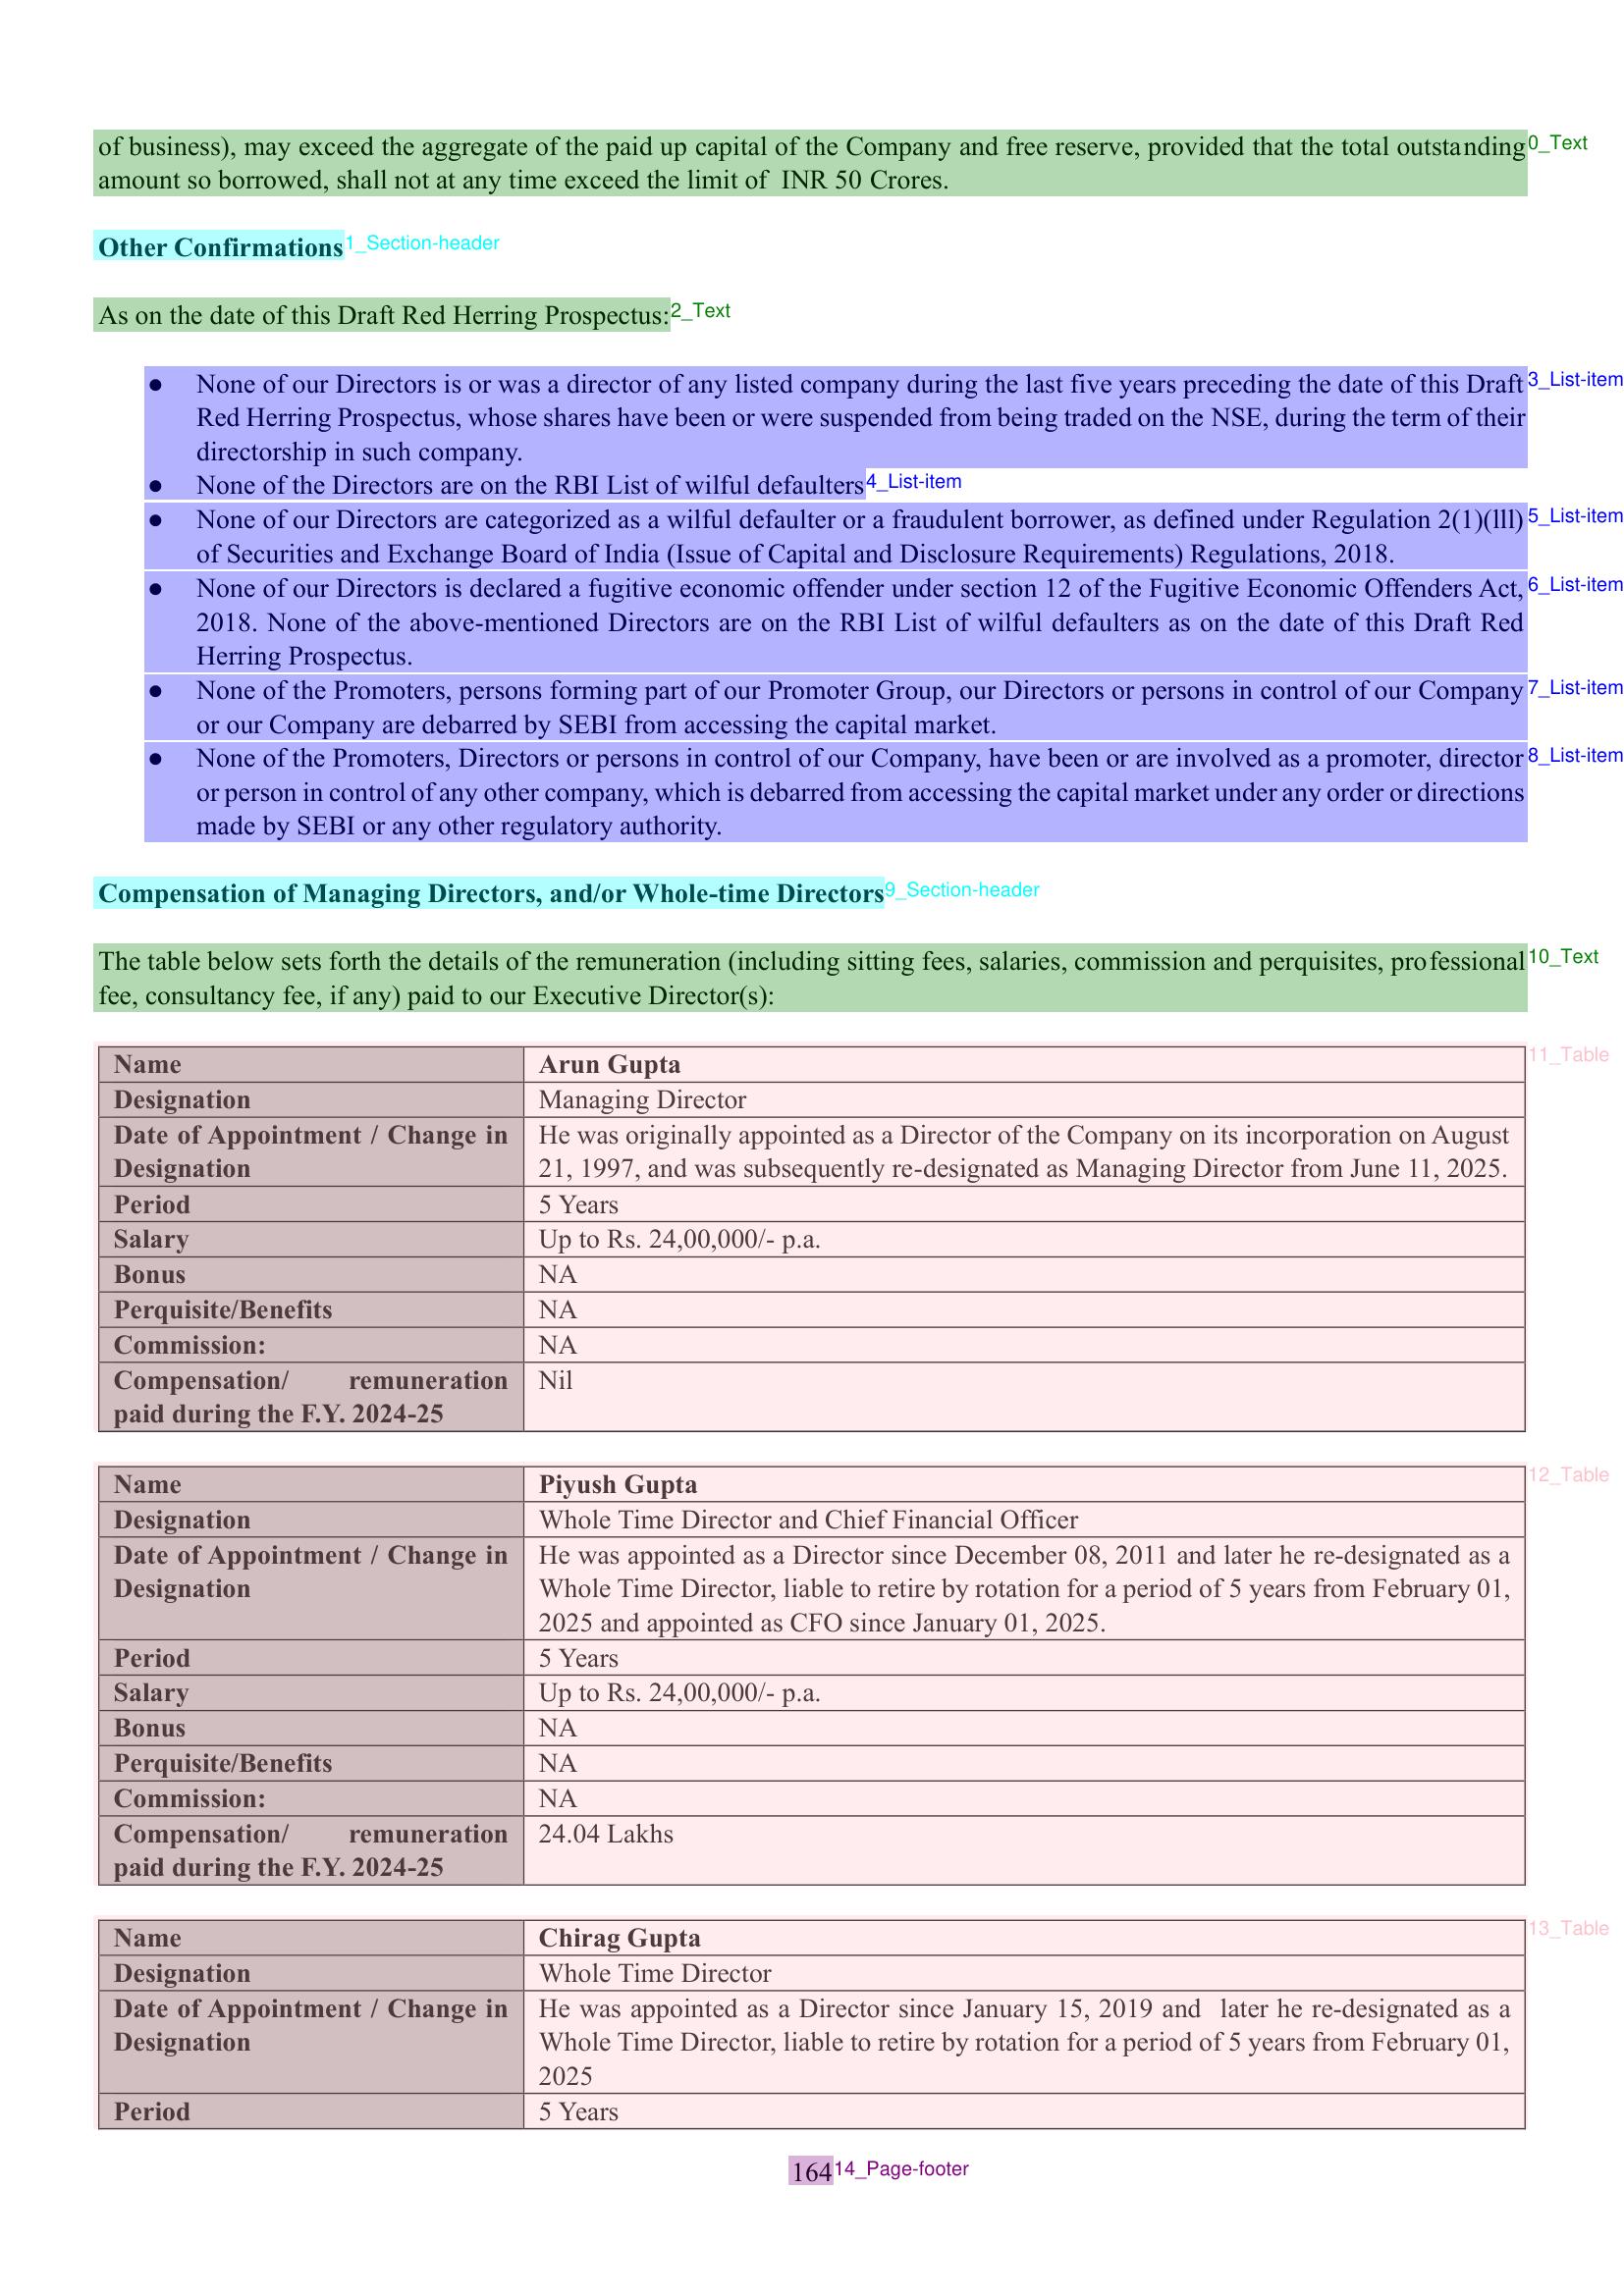 of business), may exceed the aggregate of the paid up capital of the Company and free reserve, provided that the total outstanding 0_Text
amount so borrowed, shall not at any time exceed the limit of INR 50 Crores.
Other Confirmations 1_Section-header
As on the date of this Draft Red Herring Prospectus: 2_Text
● None of our Directors is or was a director of any listed company during the last five years preceding the date of this Draft 3_List-item
Red Herring Prospectus, whose shares have been or were suspended from being traded on the NSE, during the term of their
directorship in such company.
● None of the Directors are on the RBI List of wilful defaulters 4_List-item
● None of our Directors are categorized as a wilful defaulter or a fraudulent borrower, as defined under Regulation 2(1)(lll) 5_List-item
of Securities and Exchange Board of India (Issue of Capital and Disclosure Requirements) Regulations, 2018.
● None of our Directors is declared a fugitive economic offender under section 12 of the Fugitive Economic Offenders Act, 6_List-item
2018. None of the above-mentioned Directors are on the RBI List of wilful defaulters as on the date of this Draft Red
Herring Prospectus.
● None of the Promoters, persons forming part of our Promoter Group, our Directors or persons in control of our Company 7_List-item
or our Company are debarred by SEBI from accessing the capital market.
● None of the Promoters, Directors or persons in control of our Company, have been or are involved as a promoter, director 8_List-item
or person in control of any other company, which is debarred from accessing the capital market under any order or directions
made by SEBI or any other regulatory authority.
Compensation of Managing Directors, and/or Whole-time Directors 9_Section-header
The table below sets forth the details of the remuneration (including sitting fees, salaries, commission and perquisites, professional 10_Text
fee, consultancy fee, if any) paid to our Executive Director(s):
11_Table
Name Arun Gupta
Designation Managing Director
Date of Appointment / Change in He was originally appointed as a Director of the Company on its incorporation on August
Designation 21, 1997, and was subsequently re-designated as Managing Director from June 11, 2025.
Period 5 Years
Salary Up to Rs. 24,00,000/- p.a.
Bonus NA
Perquisite/Benefits NA
Commission: NA
Compensation/ remuneration Nil
paid during the F.Y. 2024-25
12_Table
Name Piyush Gupta
Designation Whole Time Director and Chief Financial Officer
Date of Appointment / Change in He was appointed as a Director since December 08, 2011 and later he re-designated as a
Designation Whole Time Director, liable to retire by rotation for a period of 5 years from February 01,
2025 and appointed as CFO since January 01, 2025.
Period 5 Years
Salary Up to Rs. 24,00,000/- p.a.
Bonus NA
Perquisite/Benefits NA
Commission: NA
Compensation/ remuneration 24.04 Lakhs
paid during the F.Y. 2024-25
13_Table
Name Chirag Gupta
Designation Whole Time Director
Date of Appointment / Change in He was appointed as a Director since January 15, 2019 and later he re-designated as a
Designation Whole Time Director, liable to retire by rotation for a period of 5 years from February 01,
2025
Period 5 Years
164 14_Page-footer